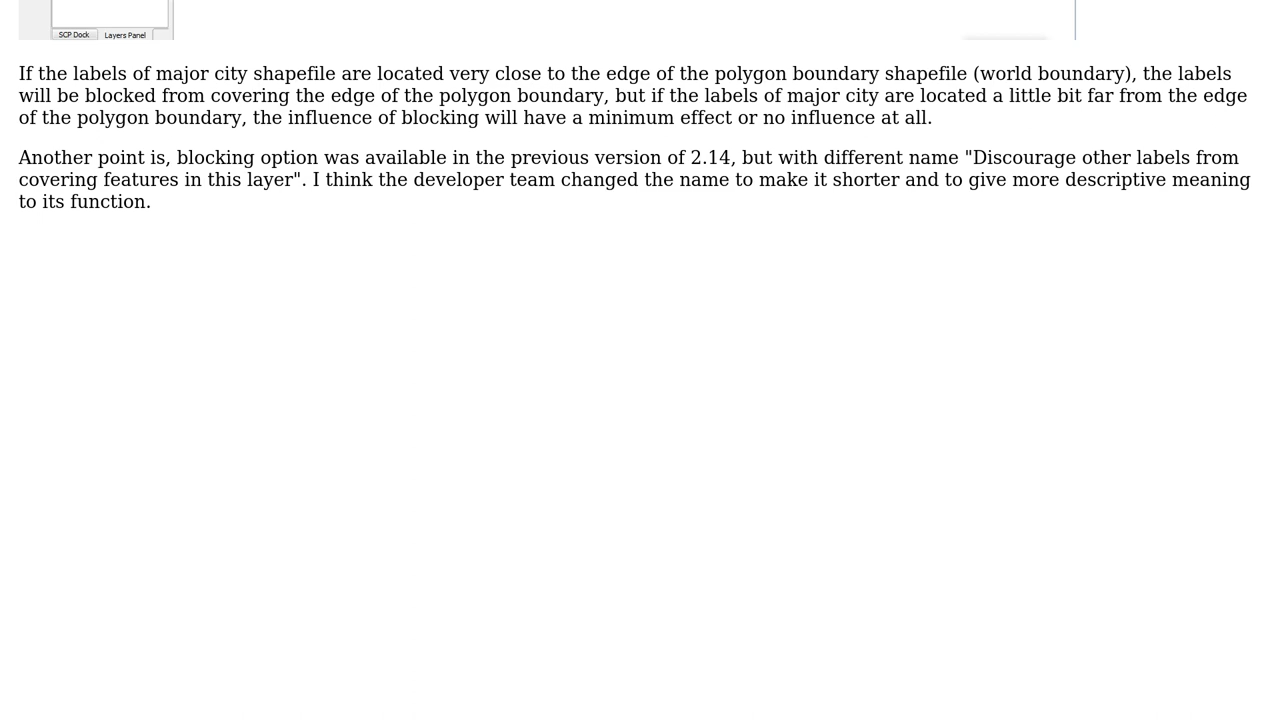 SCP Dock Layers Panel
If the labels of major city shapefile are located very close to the edge of the polygon boundary shapefile (world boundary), the labels
will be blocked from covering the edge of the polygon boundary, but if the labels of major city are located a little bit far from the edge
of the polygon boundary, the influence of blocking will have a minimum effect or no influence at all.
Another point is, blocking option was available in the previous version of 2.14, but with different name "Discourage other labels from
covering features in this layer". I think the developer team changed the name to make it shorter and to give more descriptive meaning
to its function.